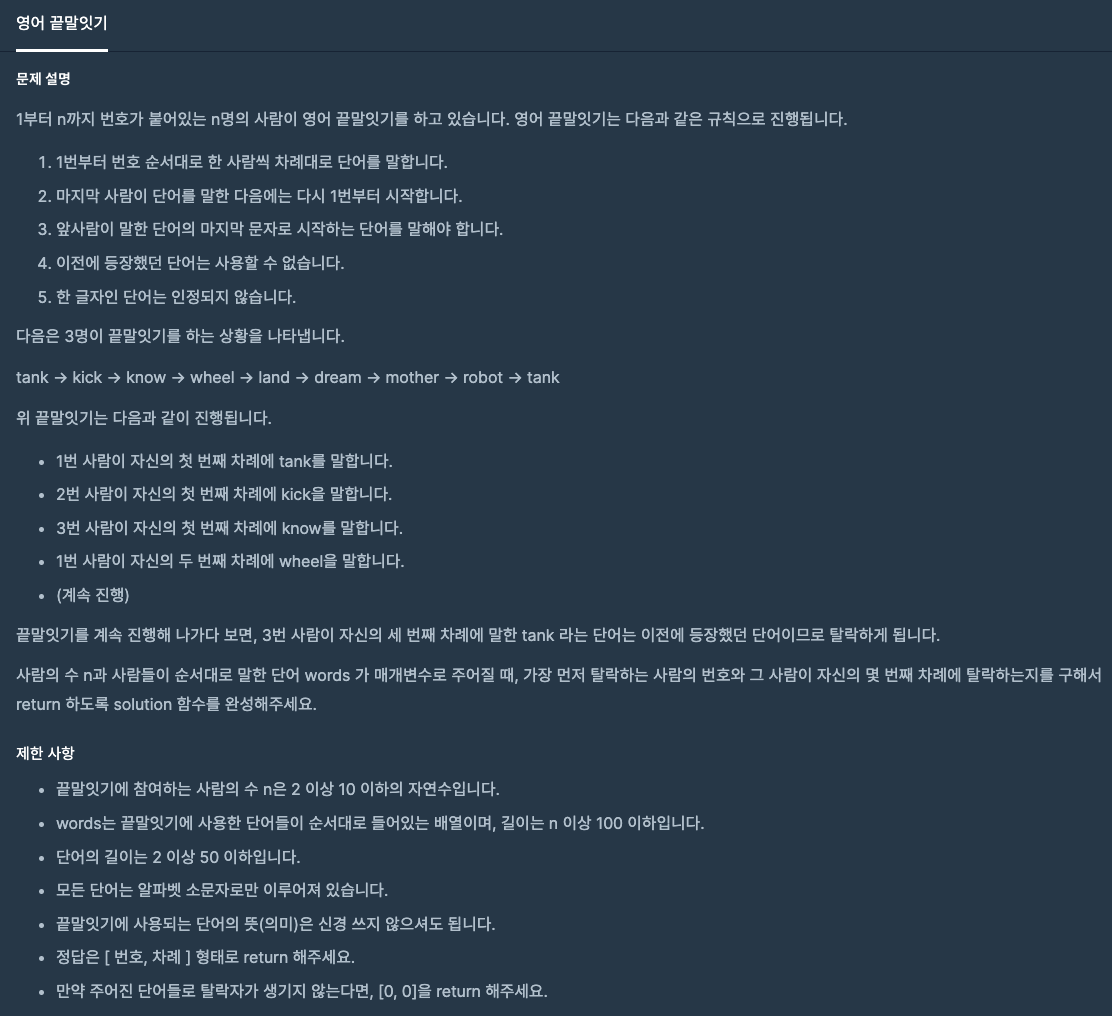 영어 끝말잇기
문제 설명
1부터 n까지 번호가 붙어있는 n명의 사람이 영어 끝말잇기를 하고 있습니다. 영어 끝말잇기는 다음과 같은 규칙으로 진행됩니다.
1. 1번부터 번호 순서대로 한 사람씩 차례대로 단어를 말합니다.
2. 마지막 사람이 단어를 말한 다음에는 다시 1번부터 시작합니다.
3. 앞사람이 말한 단어의 마지막 문자로 시작하는 단어를 말해야 합니다.
4. 이전에 등장했던 단어는 사용할 수 없습니다.
5. 한 글자인 단어는 인정되지 않습니다.
다음은 3명이 끝말잇기를 하는 상황을 나타냅니다.
tank → kick → know → wheel → land → dream → mother → robot → tank
위 끝말잇기는 다음과 같이 진행됩니다.
• 1번 사람이 자신의 첫 번째 차례에 tank를 말합니다.
• 2번 사람이 자신의 첫 번째 차례에 kick을 말합니다.
• 3번 사람이 자신의 첫 번째 차례에 know를 말합니다.
• 1번 사람이 자신의 두 번째 차례에 wheel을 말합니다.
• (계속 진행)
끝말잇기를 계속 진행해 나가다 보면, 3번 사람이 자신의 세 번째 차례에 말한 tank 라는 단어는 이전에 등장했던 단어이므로 탈락하게 됩니다.
사람의 수 n과 사람들이 순서대로 말한 단어 words 가 매개변수로 주어질 때, 가장 먼저 탈락하는 사람의 번호와 그 사람이 자신의 몇 번째 차례에 탈락하는지를 구해서
return 하도록 solution 함수를 완성해주세요.
제한 사항
• 끝말잇기에 참여하는 사람의 수 n은 2 이상 10 이하의 자연수입니다.
• words는 끝말잇기에 사용한 단어들이 순서대로 들어있는 배열이며, 길이는 n 이상 100 이하입니다.
• 단어의 길이는 2 이상 50 이하입니다.
• 모든 단어는 알파벳 소문자로만 이루어져 있습니다.
• 끝말잇기에 사용되는 단어의 뜻(의미)은 신경 쓰지 않으셔도 됩니다.
• 정답은 [ 번호, 차례 ] 형태로 return 해주세요.
• 만약 주어진 단어들로 탈락자가 생기지 않는다면, [0, 0]을 return 해주세요.